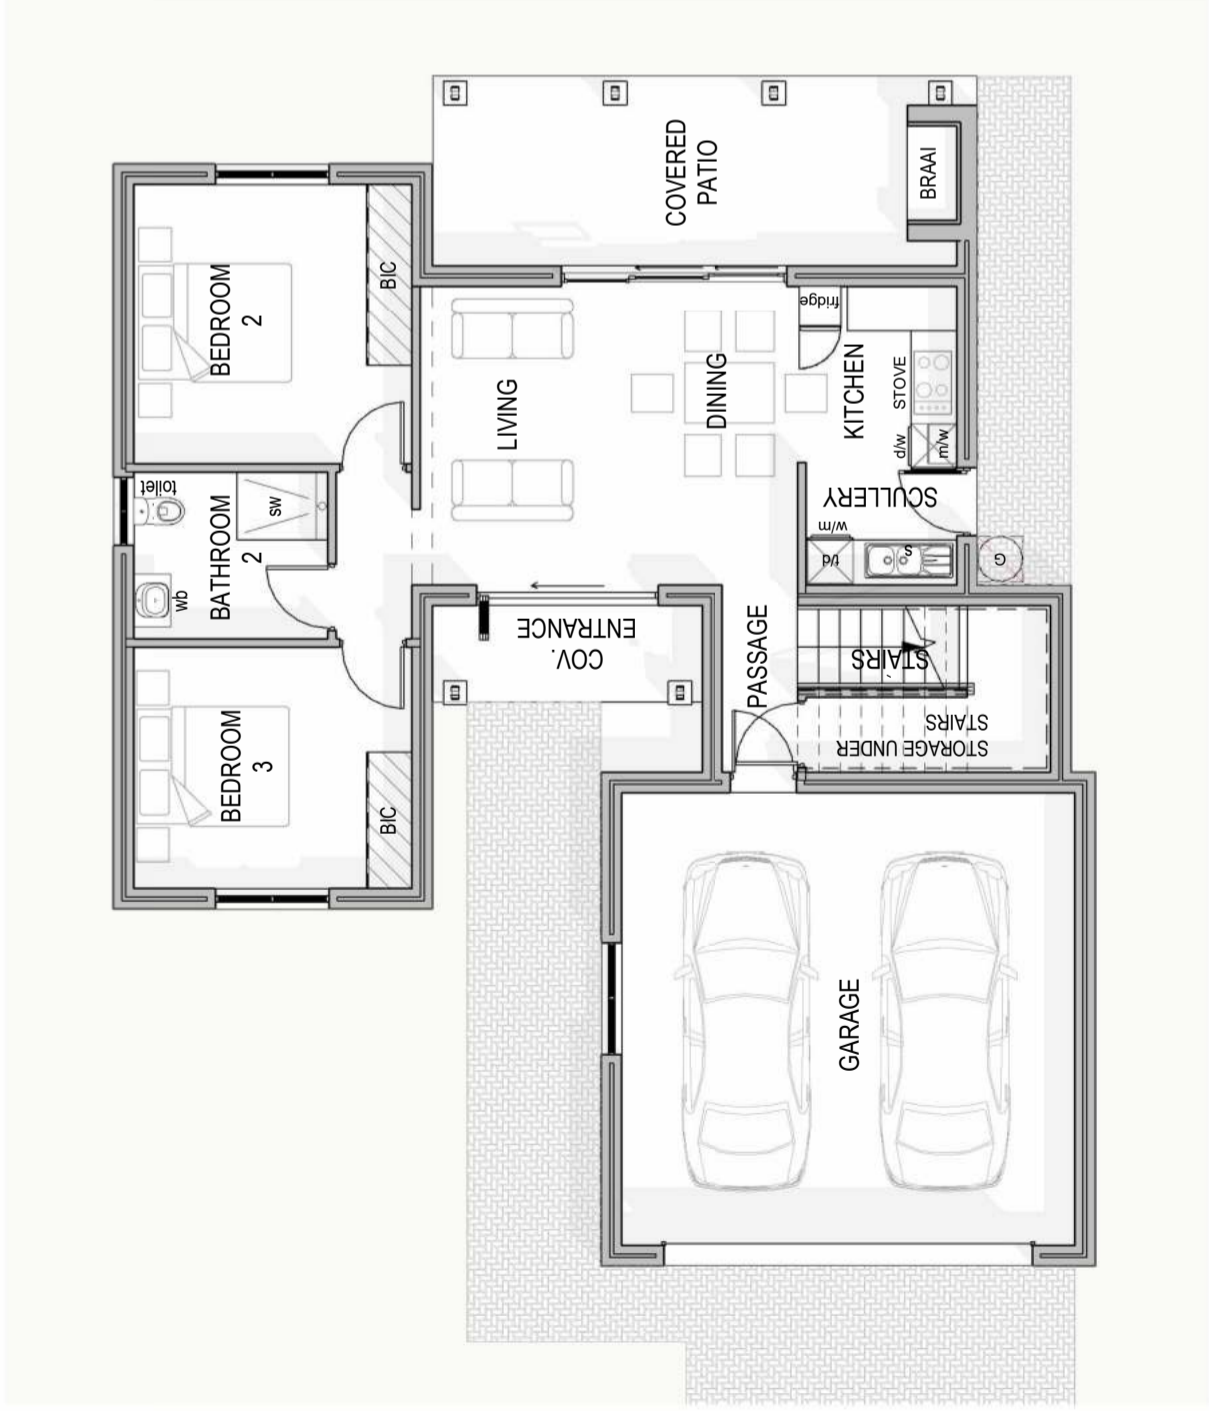 COVERED
PATIO
BRAAI
BEDROOM
2
BIC
fridge
LIVING
DINING
KITCHEN
STOVE
d/w
m/w
toilet
BATHROOM
2
sw
wb
SCULLERY
w/m
t/d
S
G
COV.
ENTRANCE
PASSAGE
STAIRS
STORAGE UNDER
STAIRS
BEDROOM
3
BIC
GARAGE